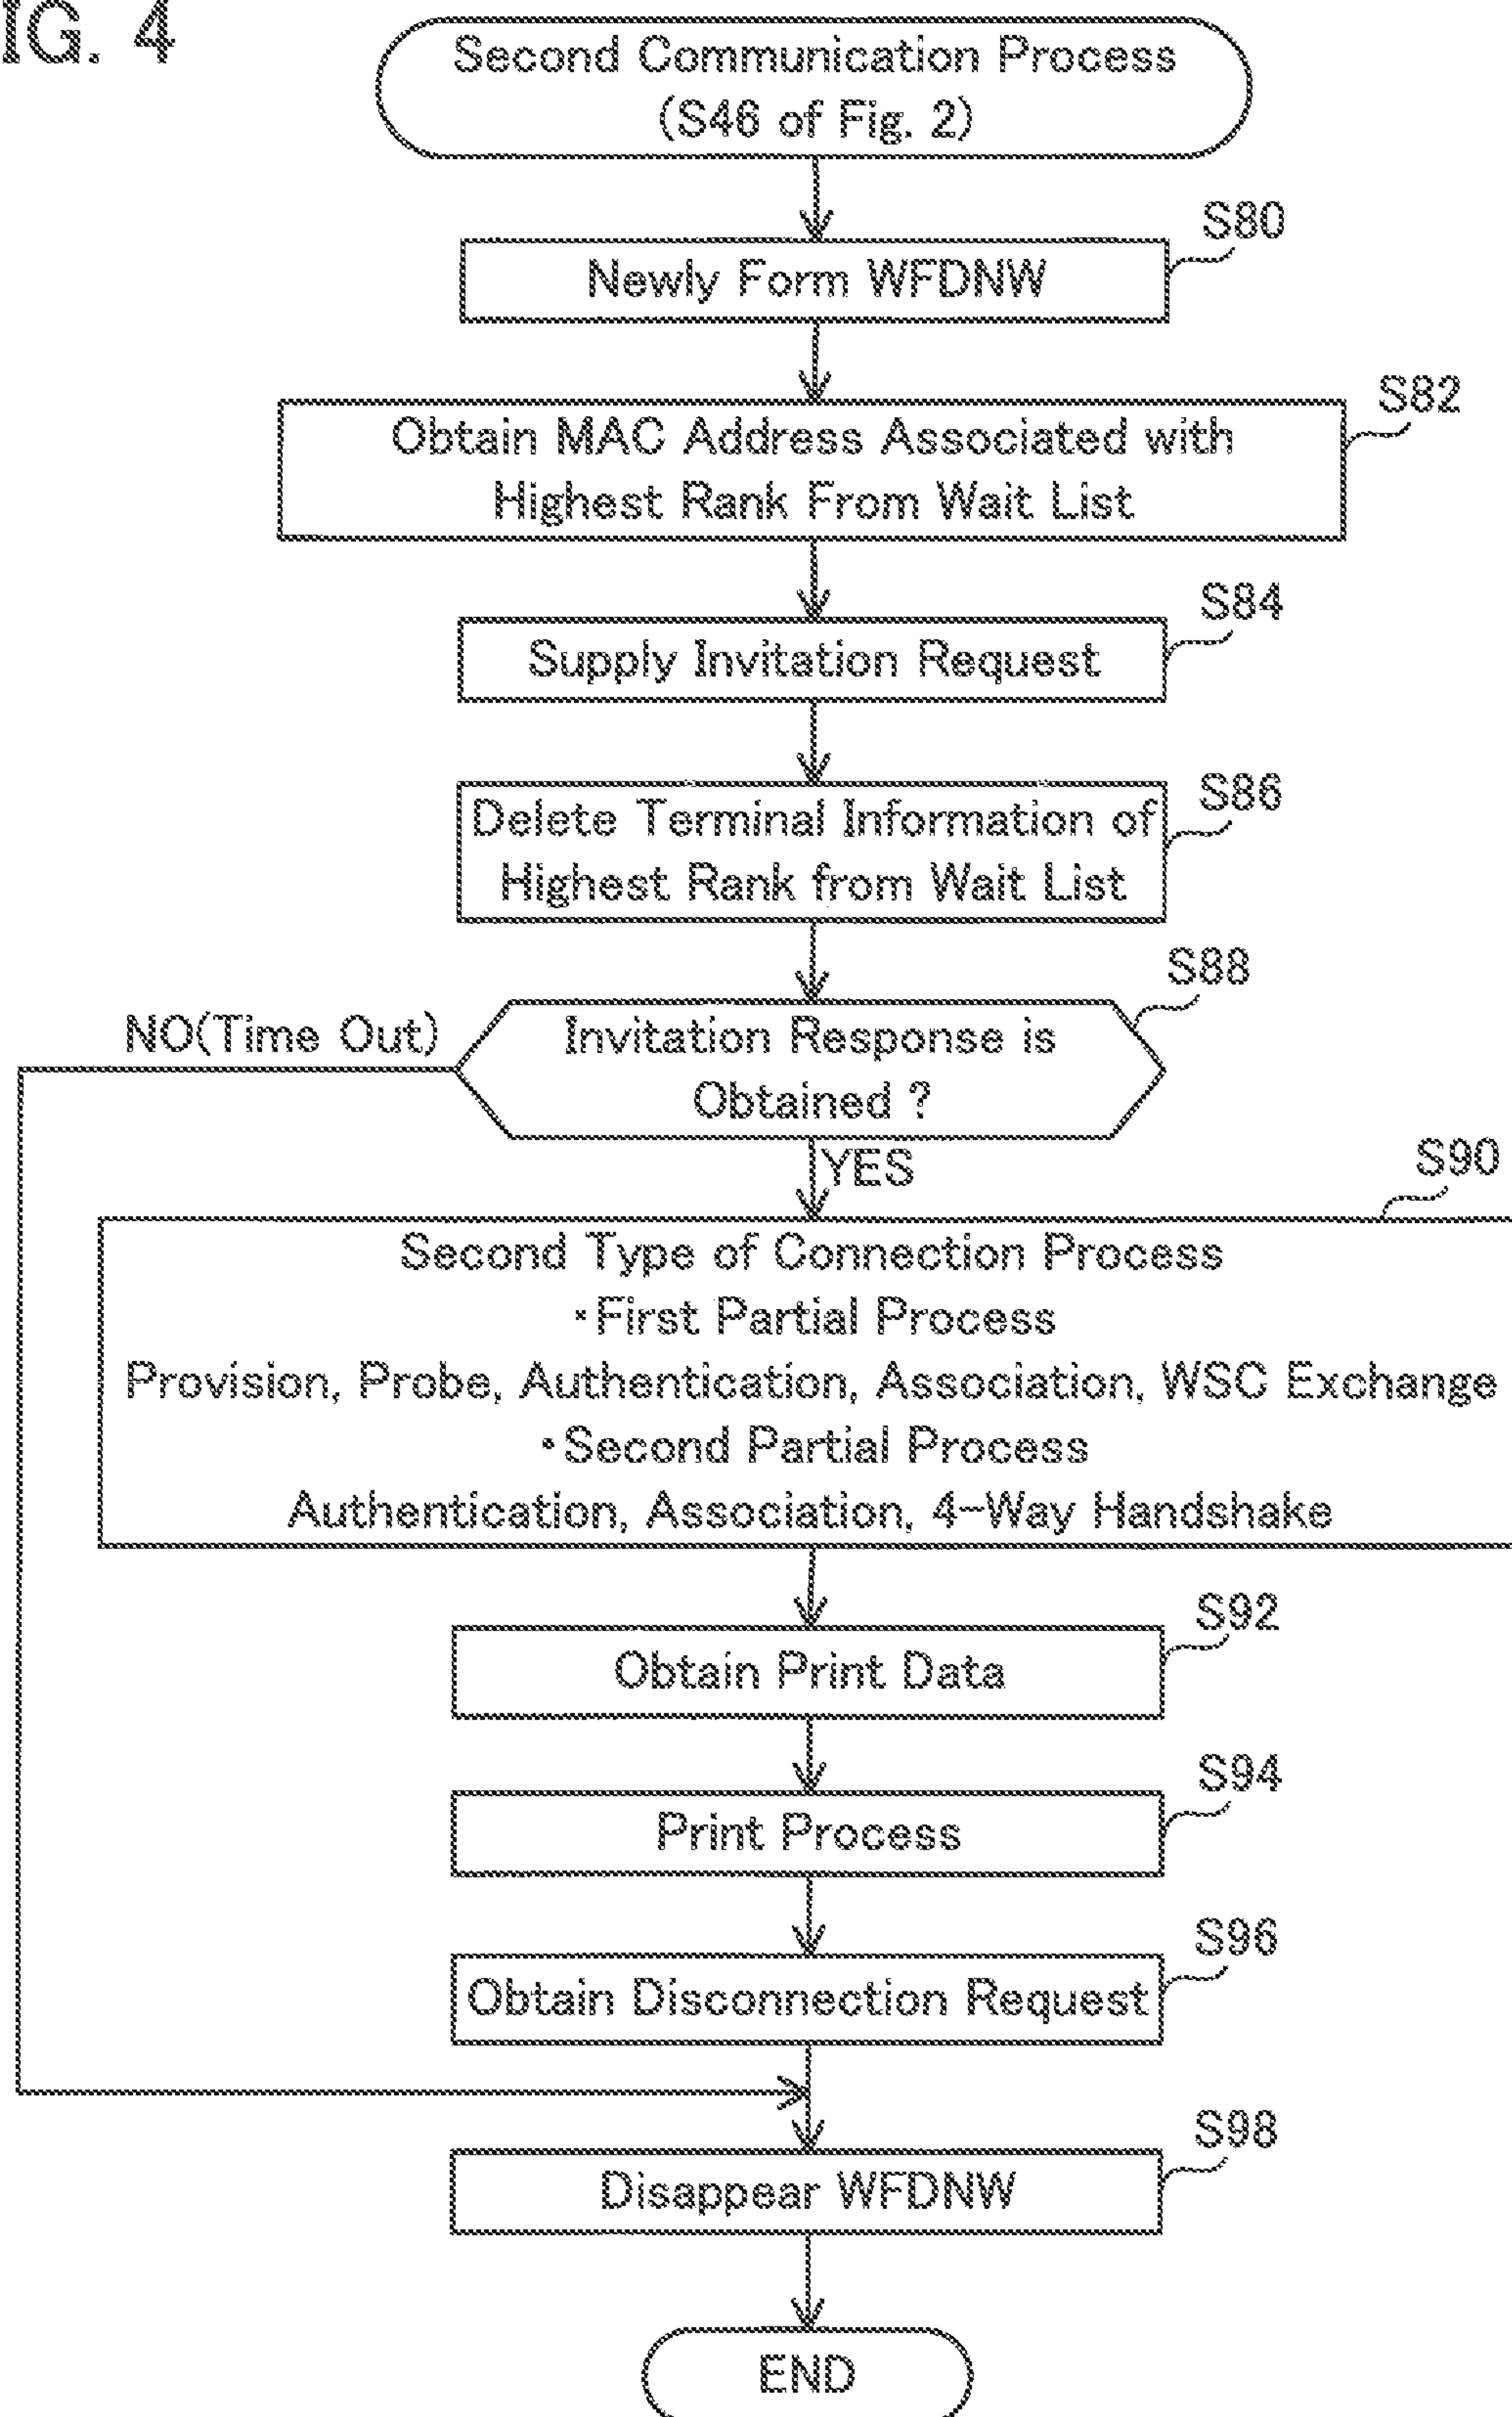 IG. 4
Second Communication Process
(S46 of Fig. 2)
S80
Newly Form WFDNW
S82
Obtain MAC Address Associated with
Highest Rank From Wait List
S84
Supply Invitation Request
S86
Delete Terminal Information of
Highest Rank from Wait List
S88
NO(Time Out)
Invitation Response is
Obtained ?
YES
S90
Second Type of Connection Process
・First Partial Process
Provision, Probe, Authentication, Association, WSC Exchange
・Second Partial Process
Authentication, Association, 4-Way Handshake
S92
Obtain Print Data
S94
Print Process
S96
Obtain Disconnection Request
S98
Disappear WFDNW
END